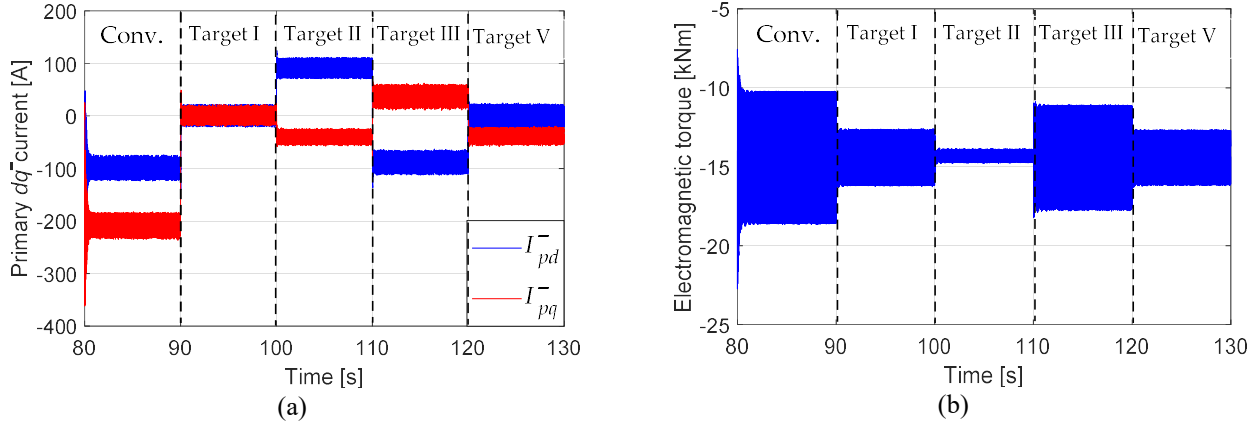 Conv. Target I Target II Target III Target V
Primary dq¯ current [A]
200
100
0
-100
-200
-300
-400
I¯pd
I¯pq
80 90 100 110 120 130
Time [s]
(a)
Conv. Target I Target II Target III Target V
Electromagnetic torque [kNm]
-5
-10
-15
-20
-25
80 90 100 110 120 130
Time [s]
(b)